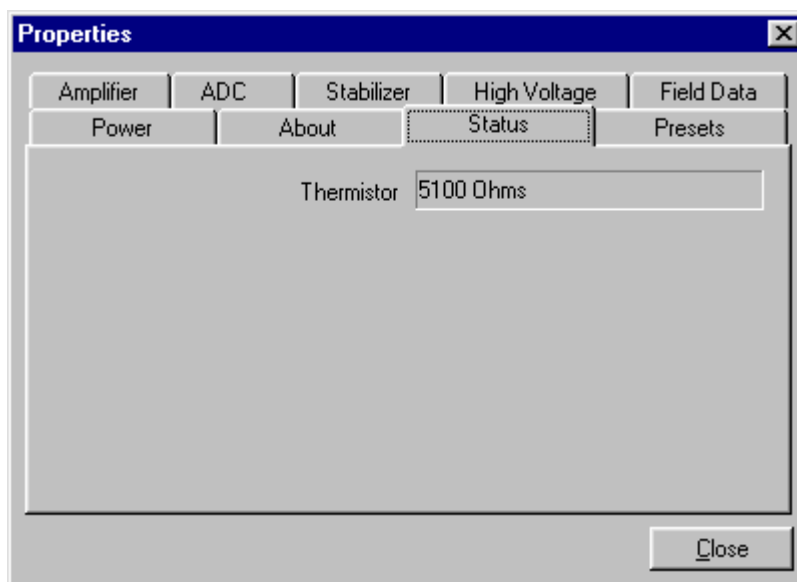 Properties
Amplifier ADC Stabilizer High Voltage Field Data
Power About Status Presets
Thermistor 5100 Ohms
Close